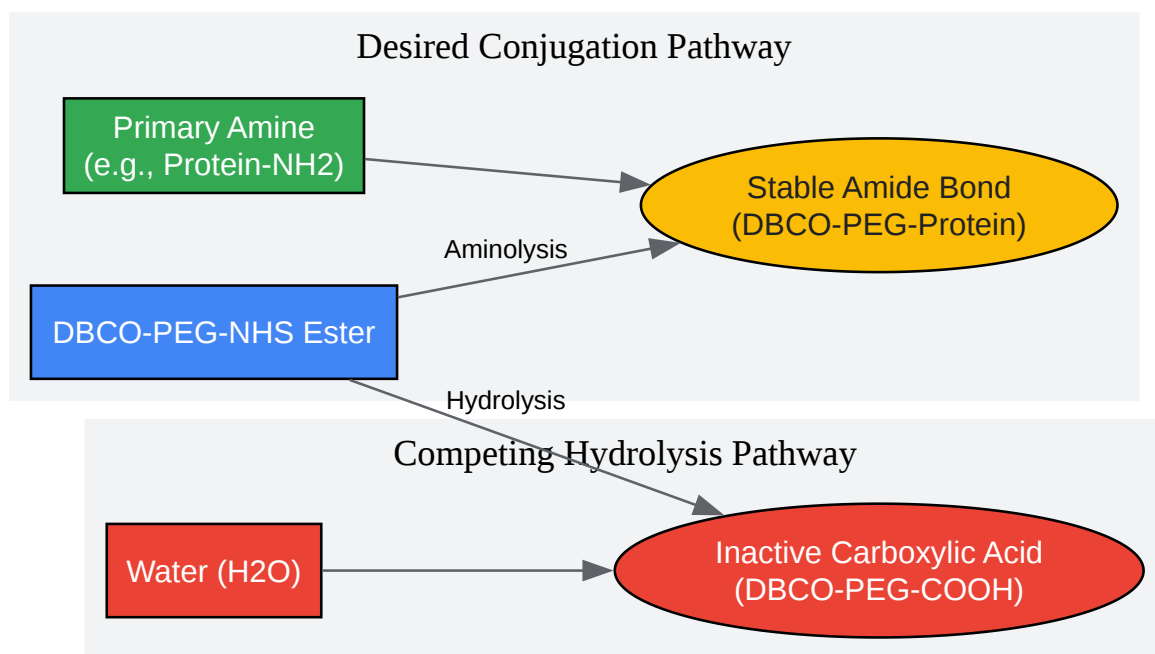 Desired Conjugation Pathway
Primary Amine
(e.g., Protein-NH2)
Stable Amide Bond
(DBCO-PEG-Protein)
Aminolysis
DBCO-PEG-NHS Ester
Hydrolysis
Competing Hydrolysis Pathway
Water (H2O)
Inactive Carboxylic Acid
(DBCO-PEG-COOH)